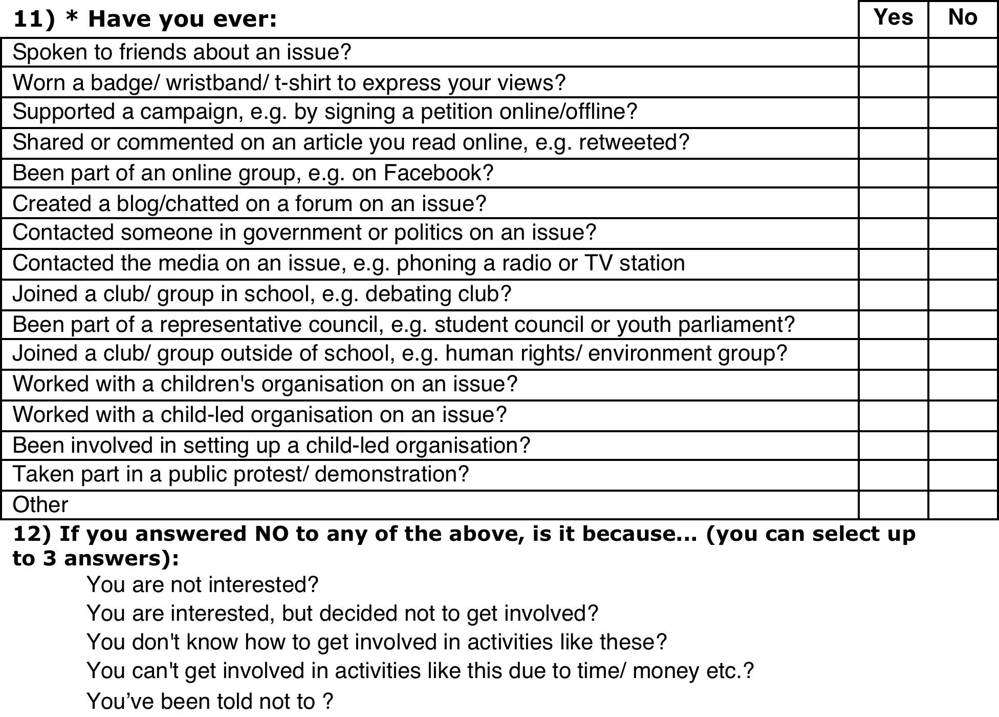 11) * Have you ever: Yes No
Spoken to friends about an issue?
Worn a badge/ wristband/ t-shirt to express your views?
Supported a campaign, e.g. by signing a petition online/offline?
Shared or commented on an article you read online, e.g. retweeted?
Been part of an online group, e.g. on Facebook?
Created a blog/chatted on a forum on an issue?
Contacted someone in government or politics on an issue?
Contacted the media on an issue, e.g. phoning a radio or TV station
Joined a club/ group in school, e.g. debating club?
Been part of a representative council, e.g. student council or youth parliament?
Joined a club/ group outside of school, e.g. human rights/ environment group?
Worked with a children's organisation on an issue?
Worked with a child-led organisation on an issue?
Been involved in setting up a child-led organisation?
Taken part in a public protest/ demonstration?
Other
12) If you answered NO to any of the above, is it because... (you can select up
to 3 answers):
You are not interested?
You are interested, but decided not to get involved?
You don't know how to get involved in activities like these?
You can't get involved in activities like this due to time/ money etc.?
You’ve been told not to ?